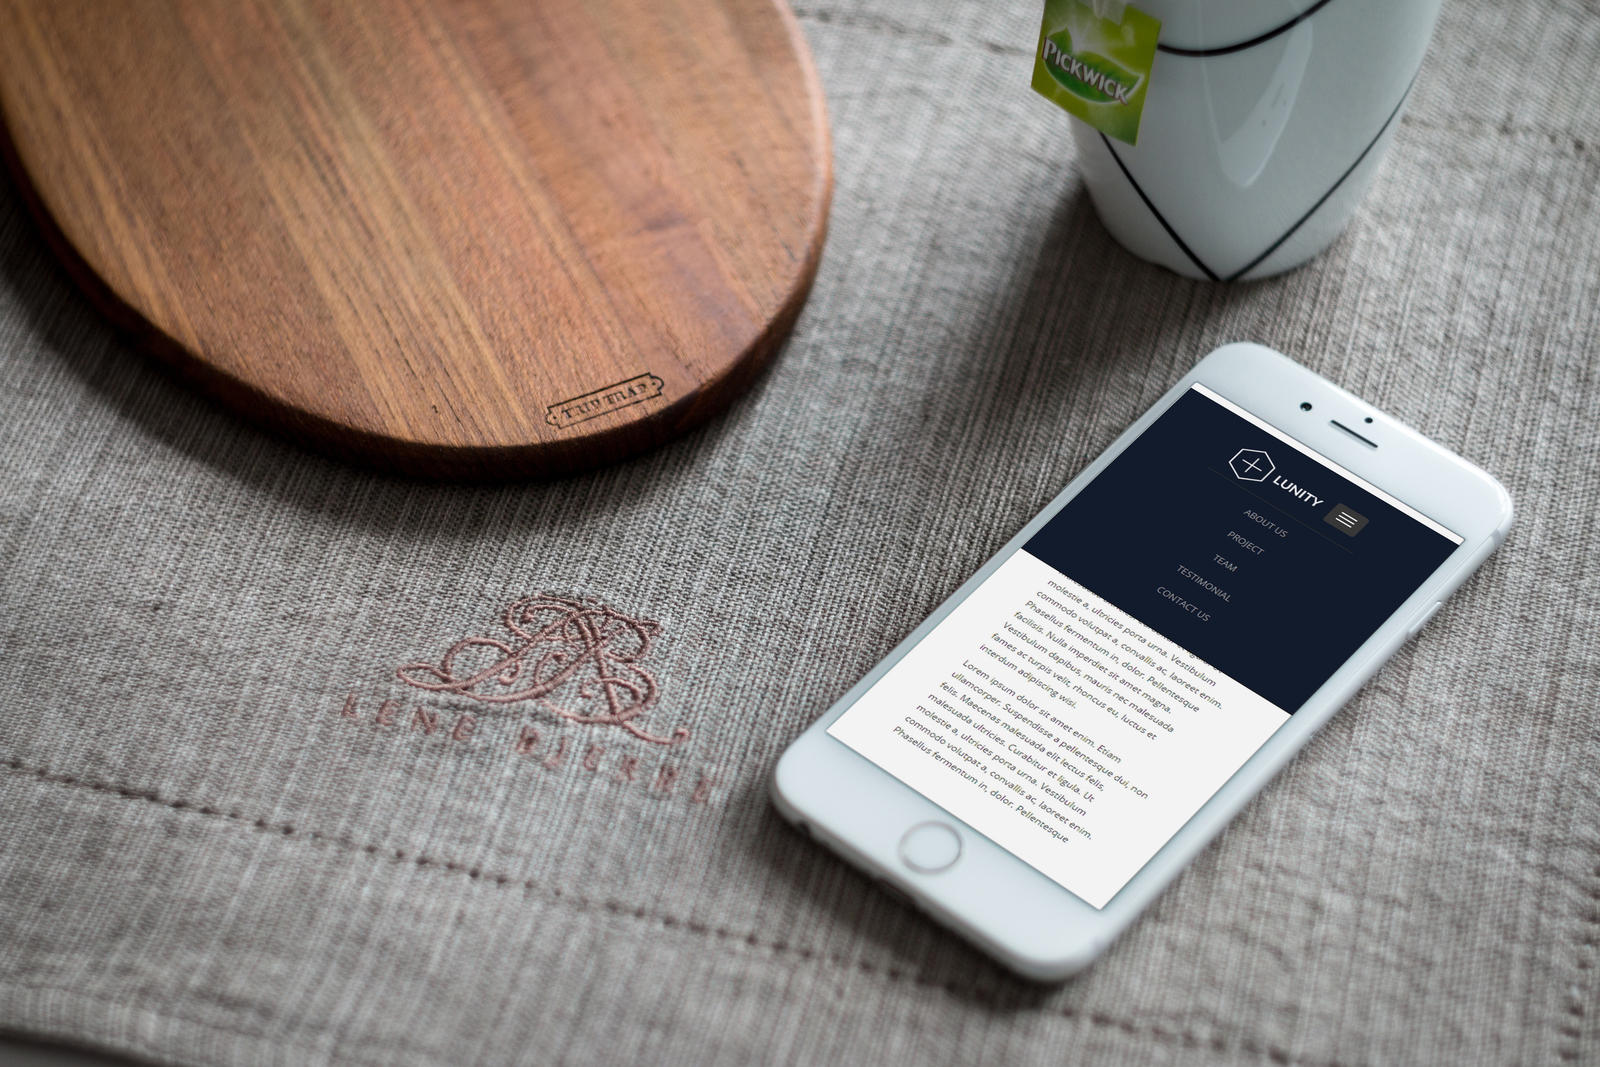 PICKWICK
TRIP TRAP
LENE BJERRE
LUNITY
ABOUT US
PROJECT
TEAM
TESTIMONIAL
CONTACT US
molestie a, ultricies porta urna. Vestibulum
commodo volutpat a, convallis ac, laoreet enim.
Phasellus fermentum in, dolor. Pellentesque
facilisis. Nulla imperdiet sit amet magna.
Vestibulum dapibus, mauris nec malesuada
fames ac turpis velit, rhoncus eu, luctus et
interdum adipiscing wisi.
Lorem ipsum dolor sit amet enim. Etiam
ullamcorper. Suspendisse a pellentesque dui, non
felis. Maecenas malesuada elit lectus felis,
malesuada ultricies. Curabitur et ligula. Ut
molestie a, ultricies porta urna. Vestibulum
commodo volutpat a, convallis ac, laoreet enim.
Phasellus fermentum in, dolor. Pellentesque